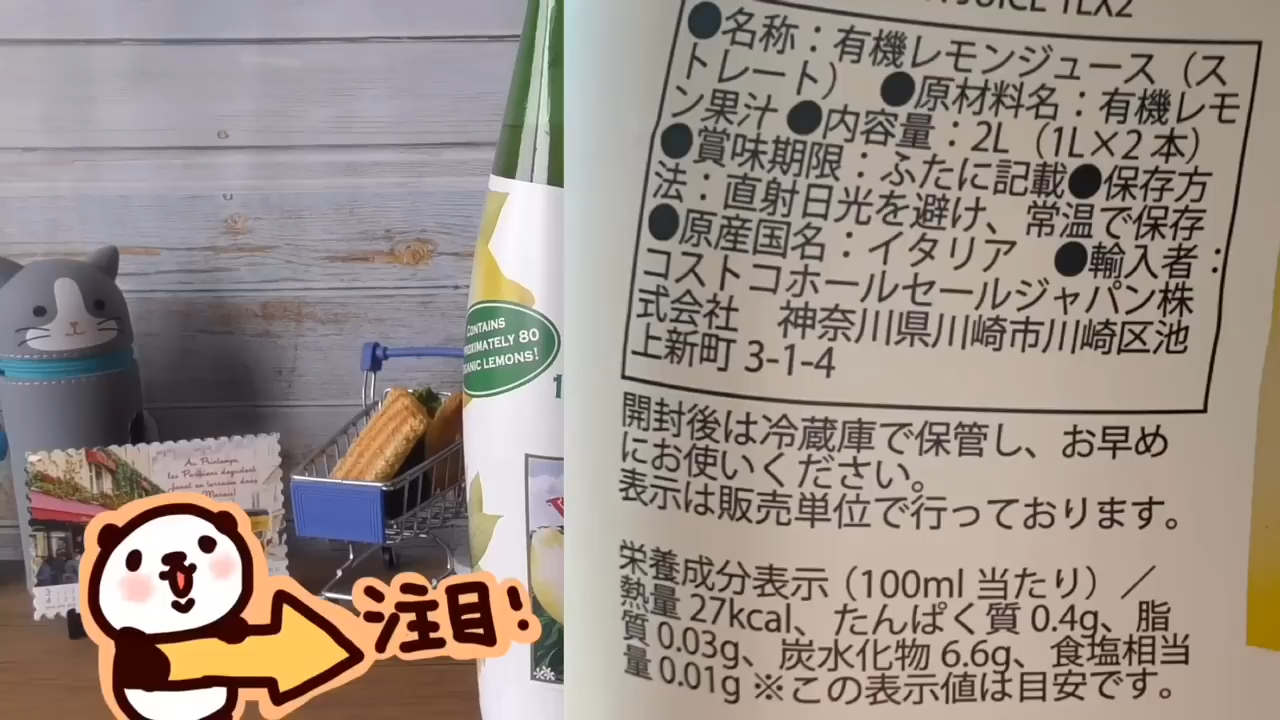 CONTAINS
80
LEMONS!
Au Printemps,
les Parisiens dégustent
注目!
JUICE 1LX2
●名称：有機レモンジュース（ス
トレート）　●原材料名：有機レモ
ン果汁 ●内容量：2L（1L×2 本）
●賞味期限：ふたに記載●保存方
法：直射日光を避け、常温で保存
●原産国名：イタリア　●輸入者：
コストコホールセールジャパン株
式会社　神奈川県川崎市川崎区池
上新町 3-1-4
開封後は冷蔵庫で保管し、お早め
にお使いください。
表示は販売単位で行っております。
栄養成分表示（100ml 当たり）／
熱量 27kcal、たんぱく質 0.4g、脂
質 0.03g、炭水化物 6.6g、食塩相当
量 0.01g ※この表示値は目安です。